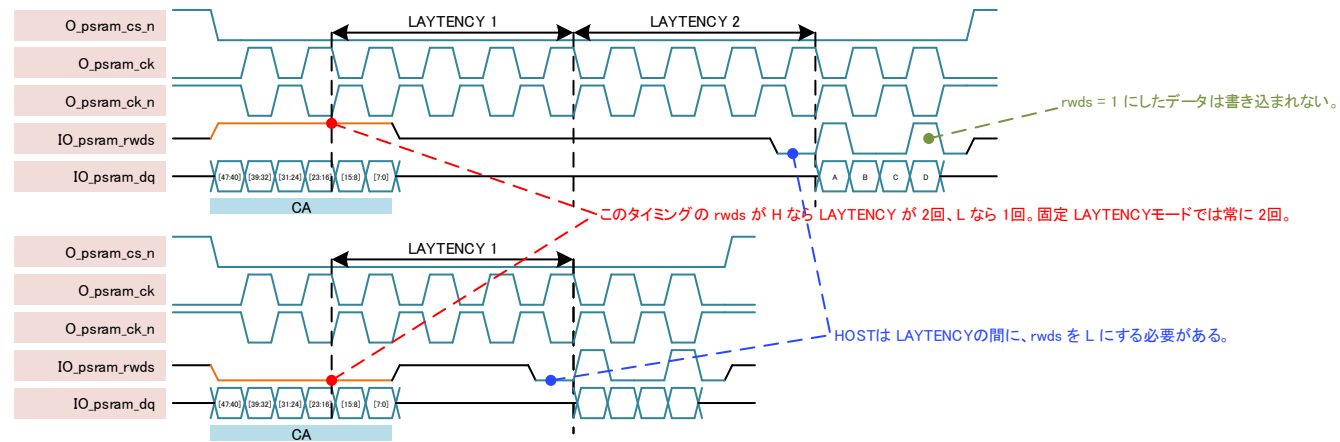 LAYTENCY 1
LAYTENCY 2
O_psram_cs_n
O_psram_ck
O_psram_ck_n
rwds = 1 にしたデータは書き込まれない。
IO_psram_rwds
IO_psram_dq
[47:40] [39:32] [31:24] [23:16] [15:8] [7:0] A B C D
CA
このタイミングの rwds が H なら LAYTENCY が 2回、L なら 1回。固定 LAYTENCYモードでは常に 2回。
LAYTENCY 1
O_psram_cs_n
O_psram_ck
O_psram_ck_n
HOSTは LAYTENCYの間に、rwds を L にする必要がある。
IO_psram_rwds
IO_psram_dq
[47:40] [39:32] [31:24] [23:16] [15:8] [7:0]
CA